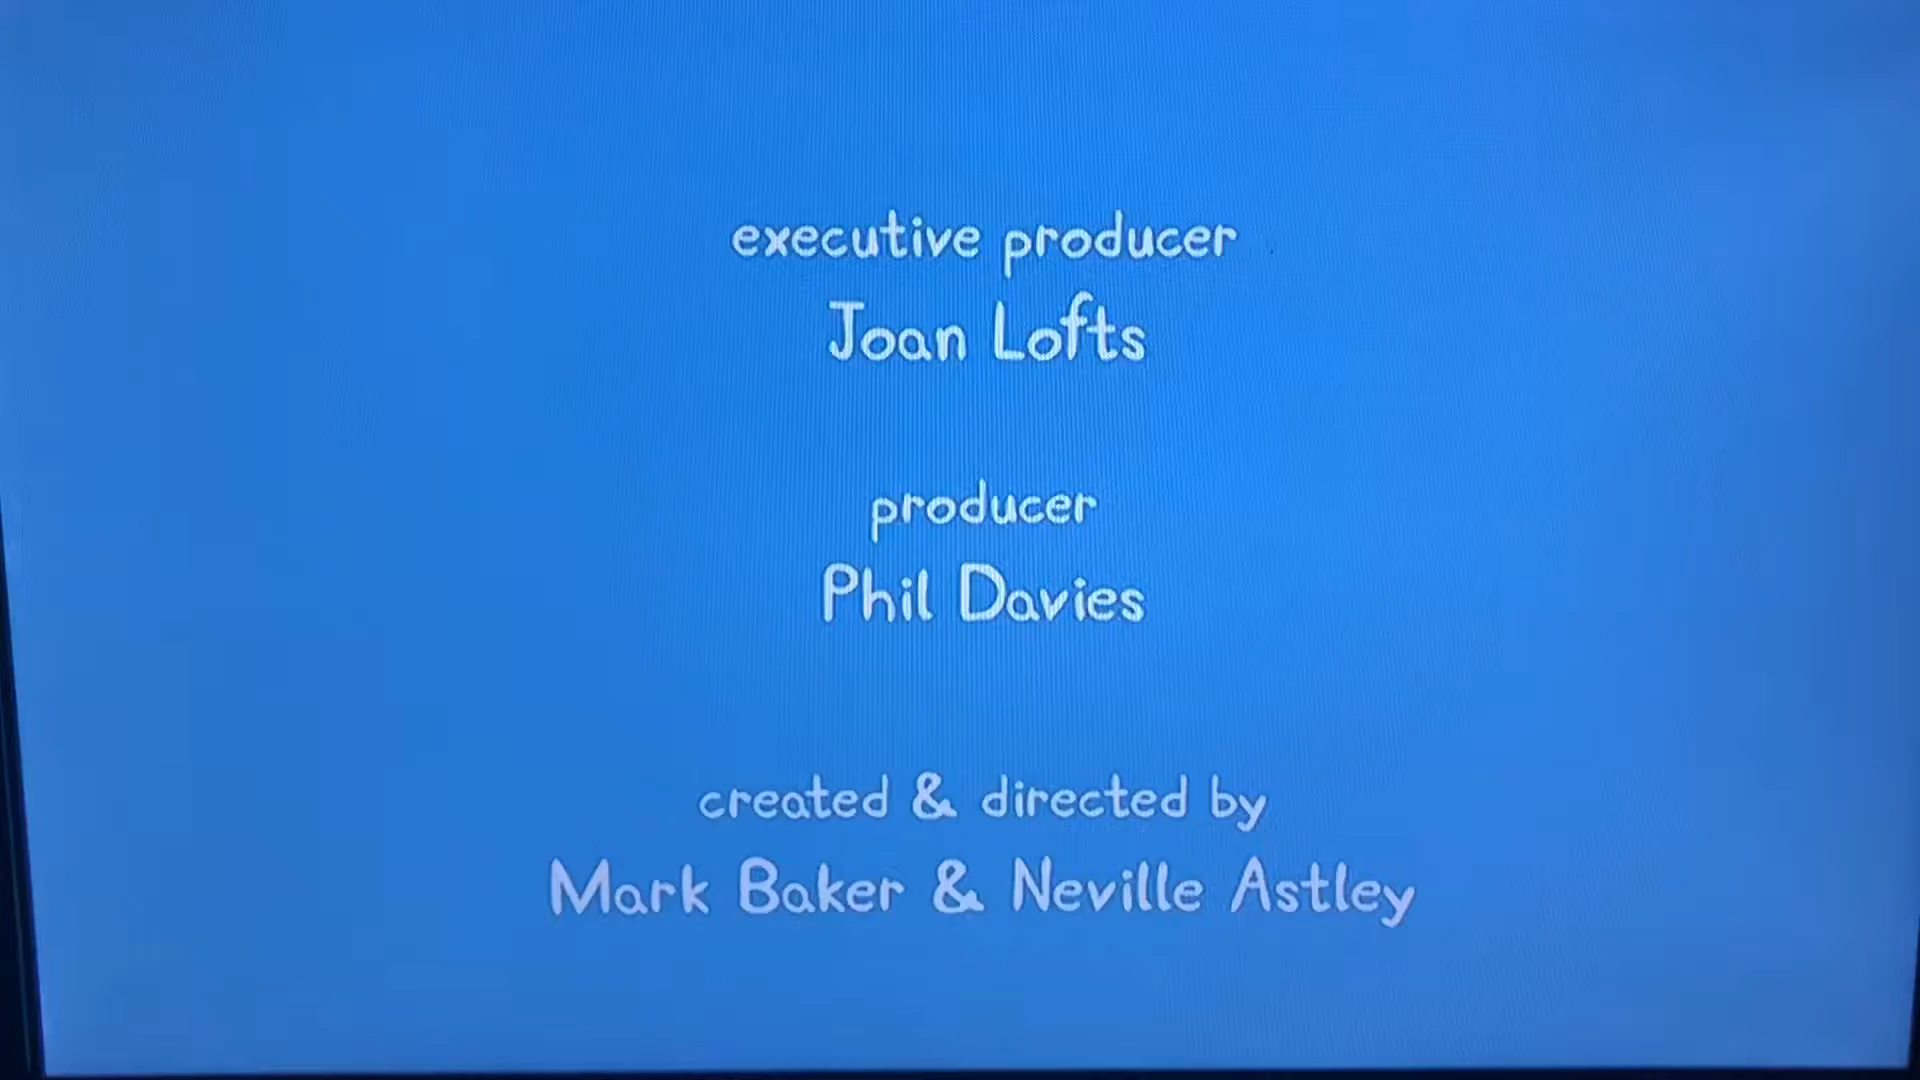 executive producer
Joan Lofts
producer
Phil Davies
created & directed by
Mark Baker & Neville Astley